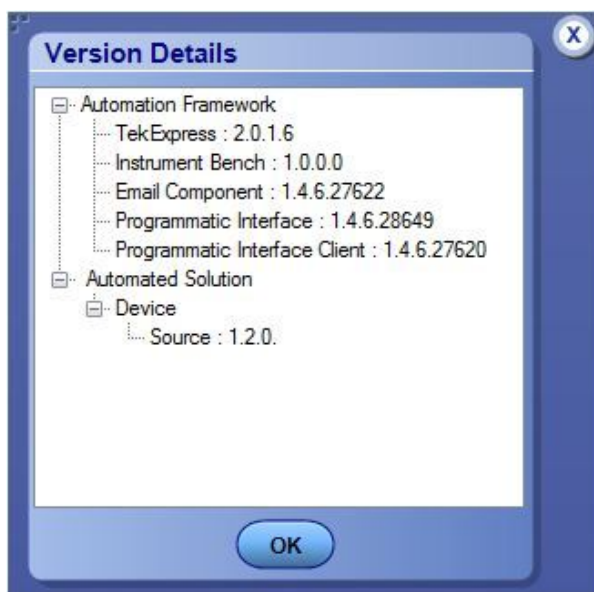 X
Version Details
Automation Framework
TekExpress : 2.0.1.6
Instrument Bench : 1.0.0.0
Email Component : 1.4.6.27622
Programmatic Interface : 1.4.6.28649
Programmatic Interface Client : 1.4.6.27620
Automated Solution
Device
Source : 1.2.0.
OK